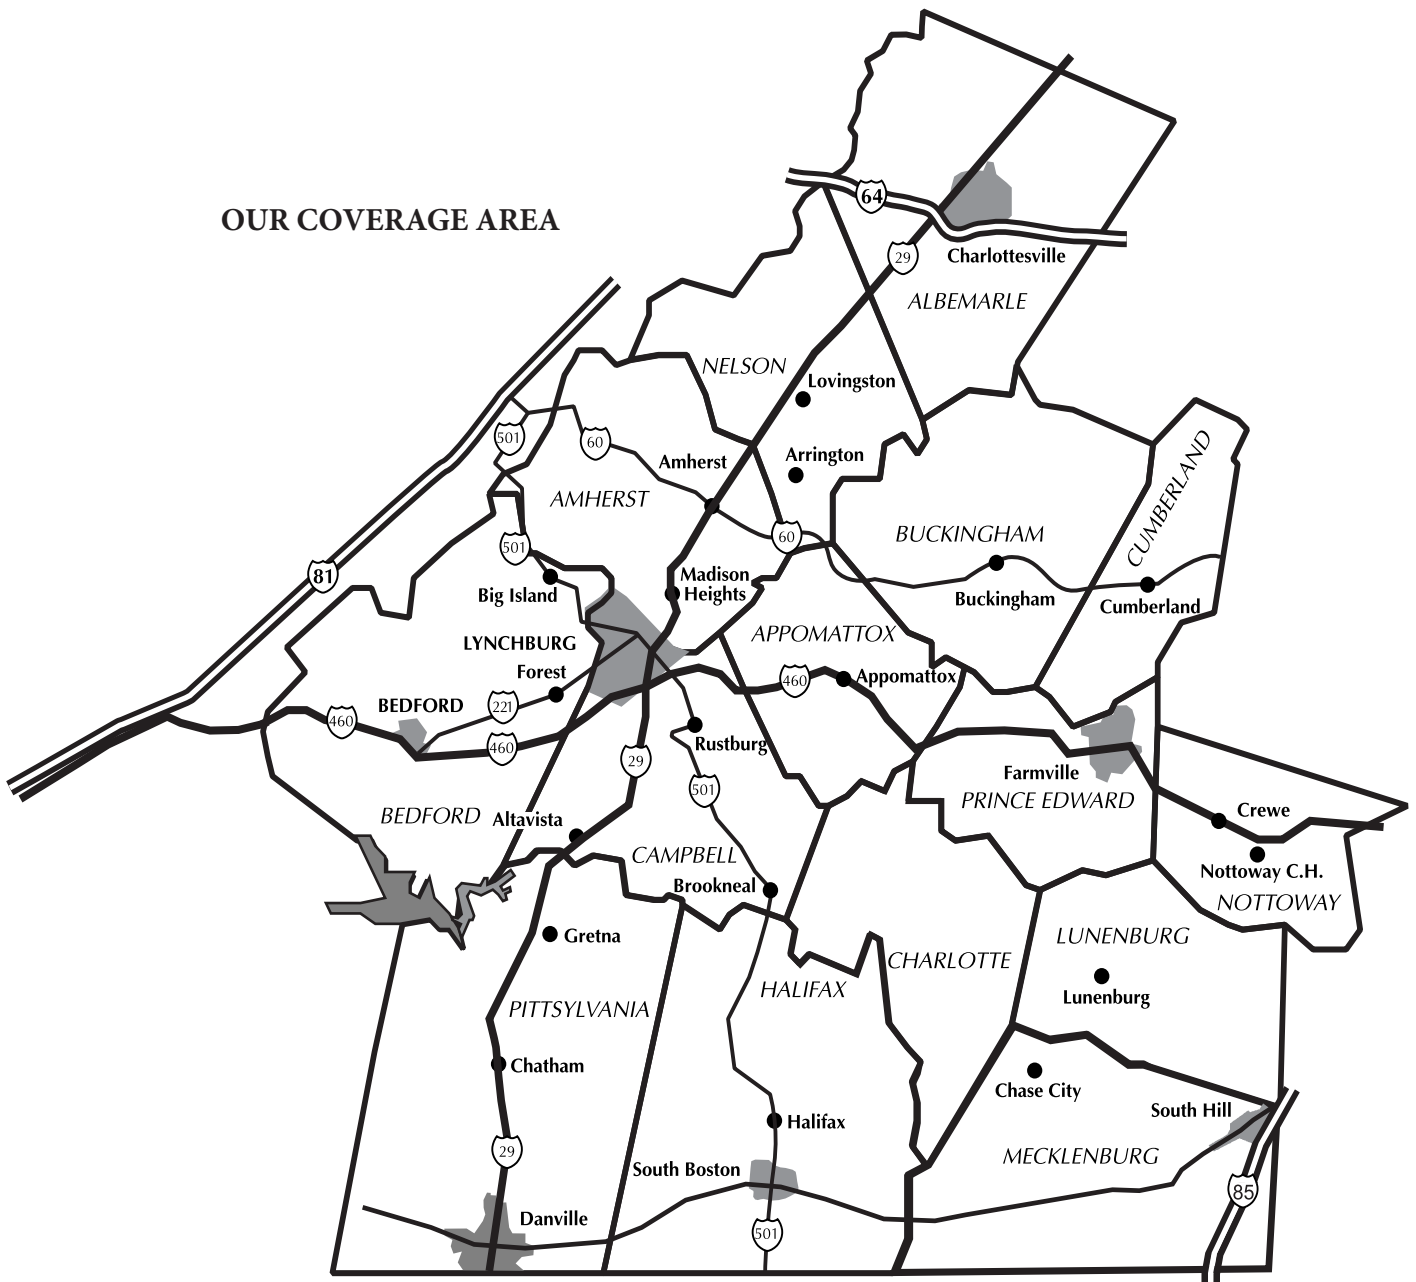 OUR COVERAGE AREA
64
29
Charlottesville
ALBEMARLE
NELSON
Lovingston
501
60
Amherst
Arrington
AMHERST
CUMBERLAND
60
BUCKINGHAM
501
81
Madison
Heights
Big Island
Buckingham
Cumberland
LYNCHBURG
APPOMATTOX
Forest
460
Appomattox
BEDFORD
221
460
460
Rustburg
29
501
Farmville
PRINCE EDWARD
Crewe
BEDFORD
Altavista
CAMPBELL
Brookneal
Nottoway C.H.
NOTTOWAY
Gretna
LUNENBURG
CHARLOTTE
HALIFAX
Lunenburg
PITTSYLVANIA
Chatham
Chase City
South Hill
Halifax
29
MECKLENBURG
South Boston
85
Danville
501